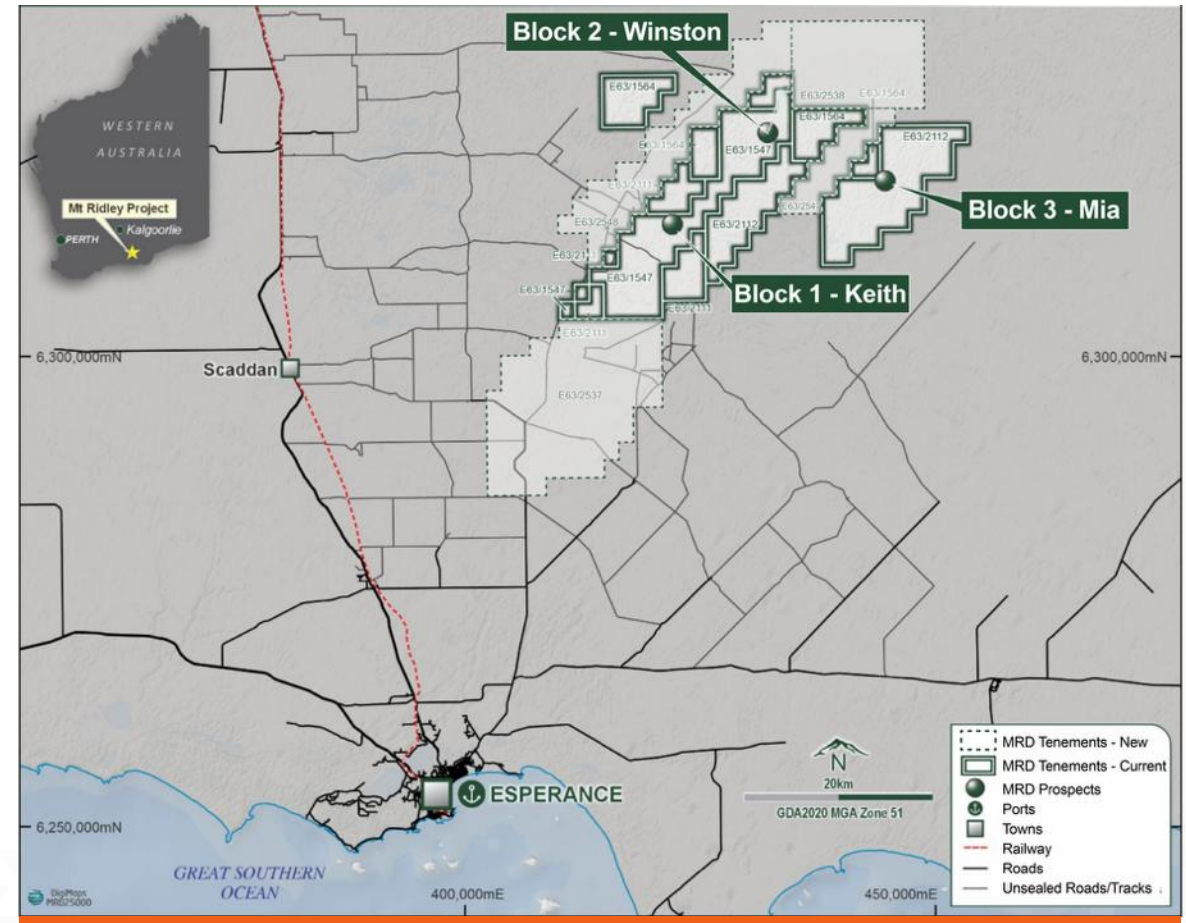 WESTERN
AUSTRALIA
Mt Ridley Project
Kalgoorlie
PERTH
Block 2 - Winston
E63/1564
E63/2538
E63/1564
E63/1564
E63/1564
E63/1547
E63/2112
Block 3 - Mia
E63/2548
E63/2112
Block 1 - Keith
E63/1547
E63/1547
E63/2111
E63/2537
6,300,000mN
6,300,000mN
Scaddan
ESPERANCE
6,250,000mN
GREAT SOUTHERN
OCEAN
400,000mE
450,000mE
N
20km
GDA2020 MGA Zone 51
MRD Tenements - New
MRD Tenements - Current
MRD Prospects
Ports
Towns
Railway
Roads
Unsealed Roads/Tracks
DigiMaps
MRD25000